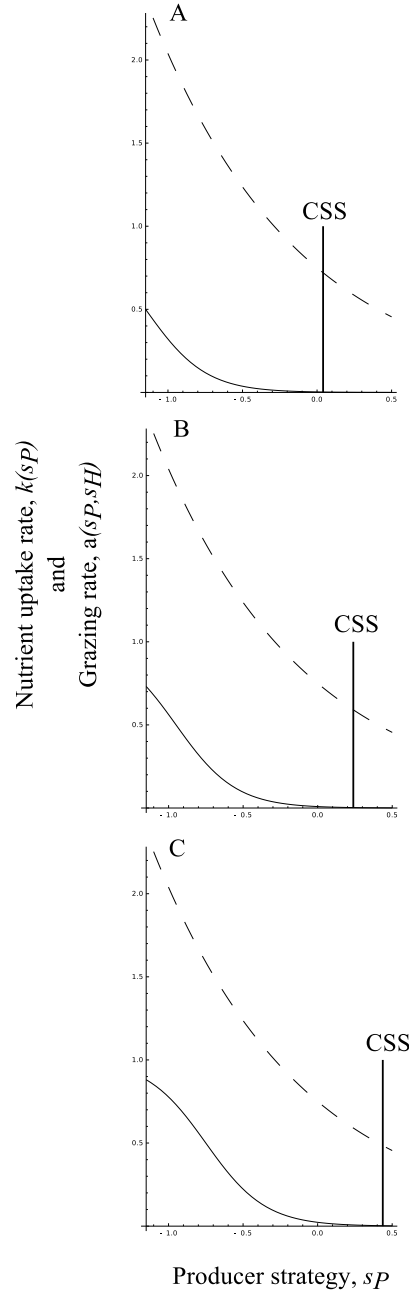 A
2.0
1.5
CSS
1.0
0.5
- 1.0
- 0.5
0.0
0.5
B
2.0
1.5
CSS
1.0
0.5
- 1.0
- 0.5
0.0
0.5
C
2.0
1.5
CSS
1.0
0.5
- 1.0
- 0.5
0.0
0.5
Nutrient uptake rate, k(sP)
and
Grazing rate, a(sP,sH)
Producer strategy, sP